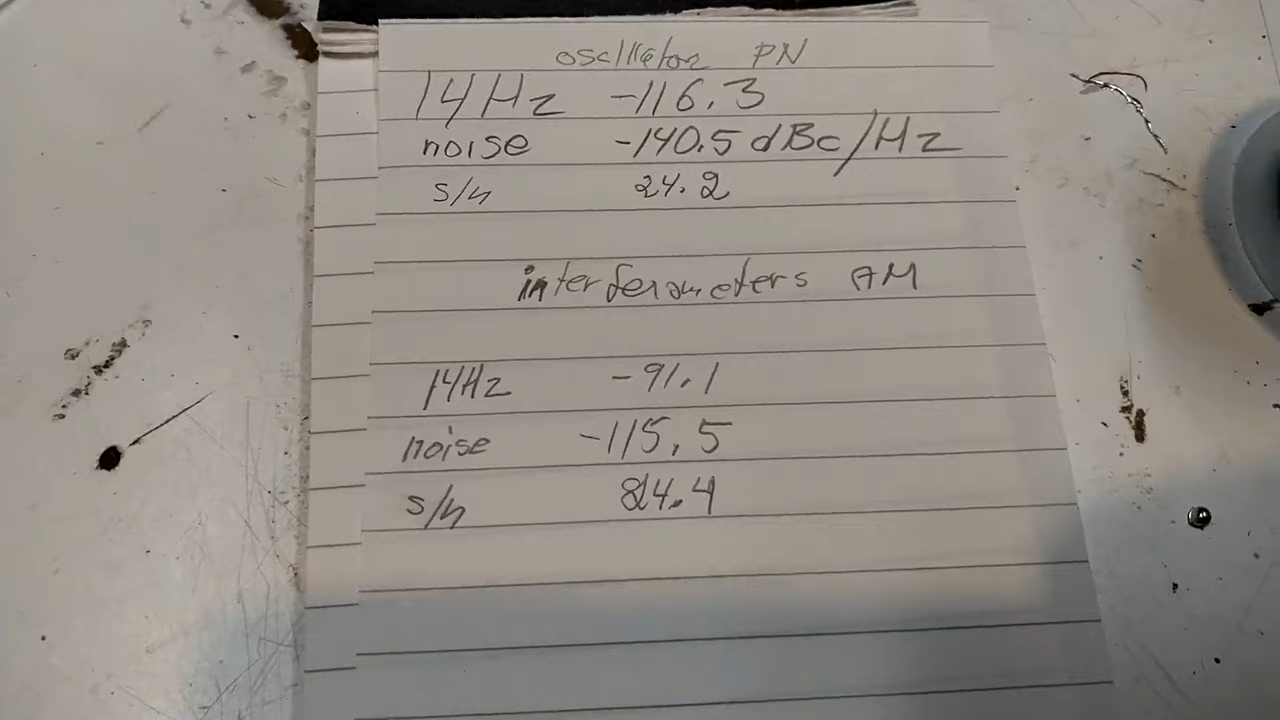 oscillator PN
14Hz -116.3
noise -140.5 dBc/Hz
s/n 24.2
interferometers AM
14Hz -91.1
noise -115.5
s/n 24.4